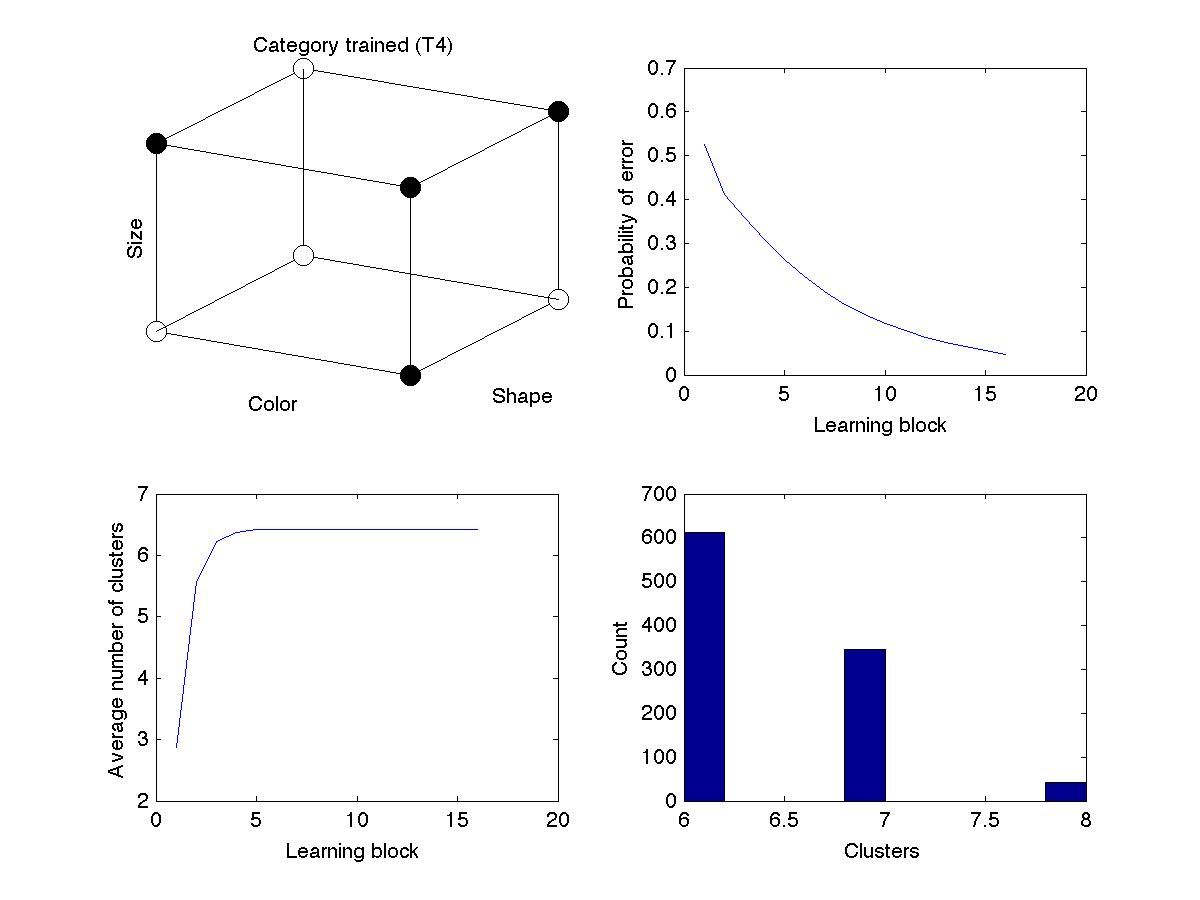 Category trained (T4)
Size
Color
Shape
0.7
0.6
0.5
0.4
0.3
0.2
0.1
0
Probability of error
0 5 10 15 20
Learning block
7
6
5
4
3
2
Average number of clusters
0 5 10 15 20
Learning block
700
600
500
400
300
200
100
0
Count
6 6.5 7 7.5 8
Clusters